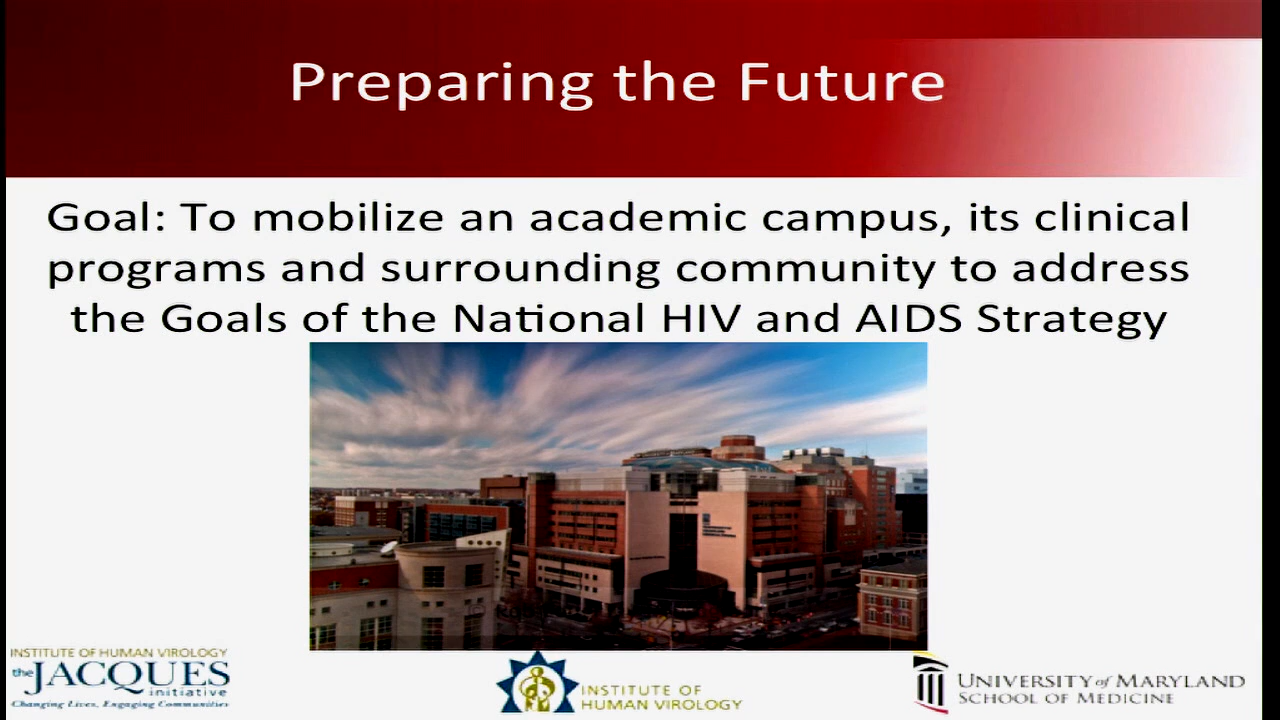 Preparing the Future
Goal: To mobilize an academic campus, its clinical
programs and surrounding community to address
the Goals of the National HIV and AIDS Strategy
INSTITUTE OF HUMAN VIROLOGY
the JACQUES
initiative
Changing Lives, Engaging Communities
INSTITUTE OF
HUMAN VIROLOGY
UNIVERSITY of MARYLAND
SCHOOL OF MEDICINE